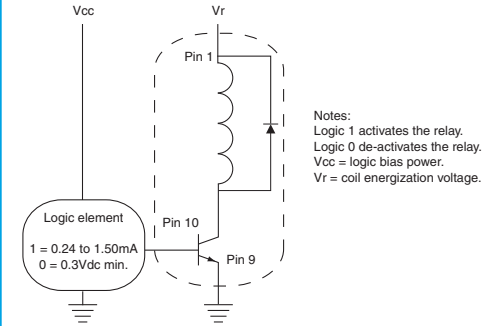 Vcc
Vr
Pin 1
Notes:
Logic 1 activates the relay.
Logic 0 de-activates the relay.
Vcc = logic bias power.
Vr = coil energization voltage.
Logic element
1 = 0.24 to 1.50mA
0 = 0.3Vdc min.
Pin 10
Pin 9